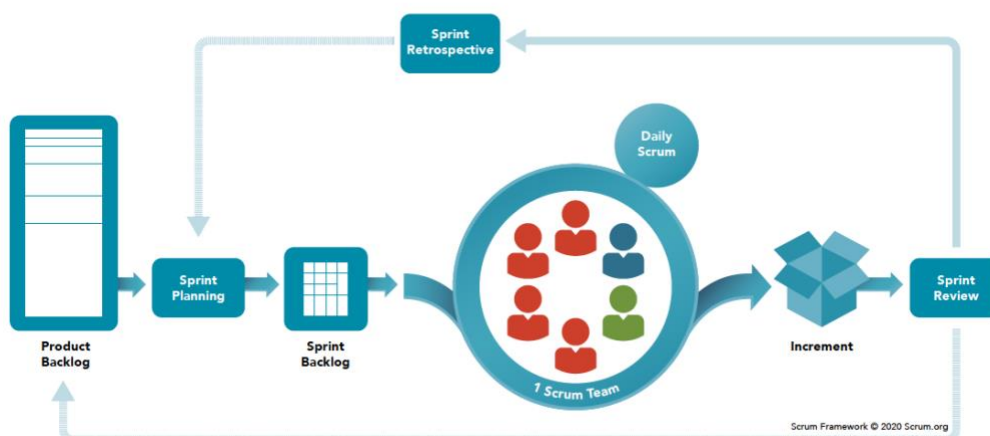 Sprint
Retrospective
Daily
Scrum
Sprint
Planning
Sprint
Review
Product
Backlog
Sprint
Backlog
1 Scrum Team
Increment
Scrum Framework © 2020 Scrum.org